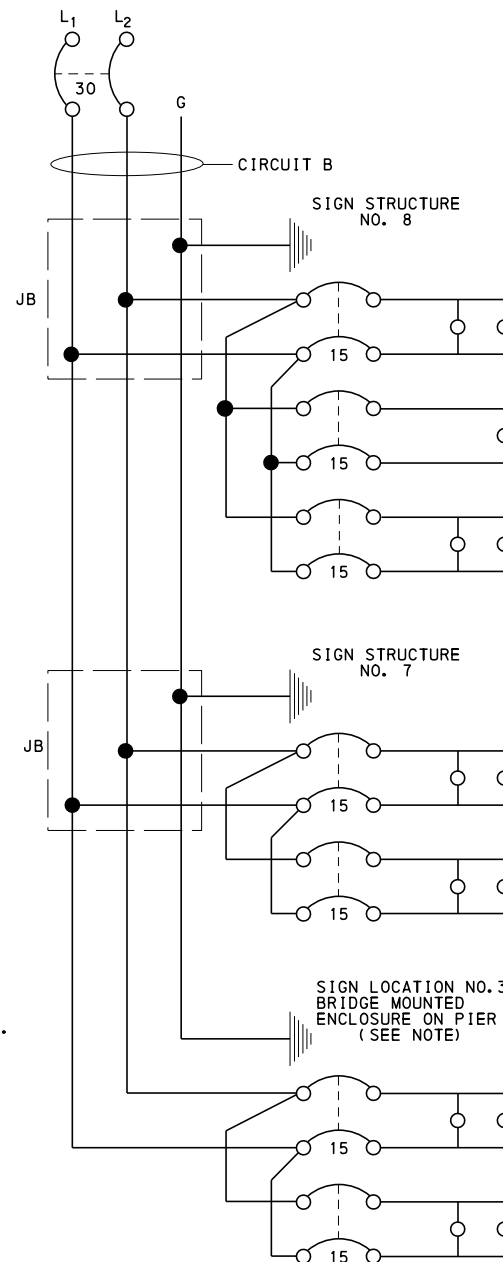 L1 L2
30
G
CIRCUIT B
SIGN STRUCTURE
NO. 8
JB
15
15
15
SIGN STRUCTURE
NO. 7
JB
15
15
SIGN LOCATION NO.3
BRIDGE MOUNTED
ENCLOSURE ON PIER
(SEE NOTE)
15
15